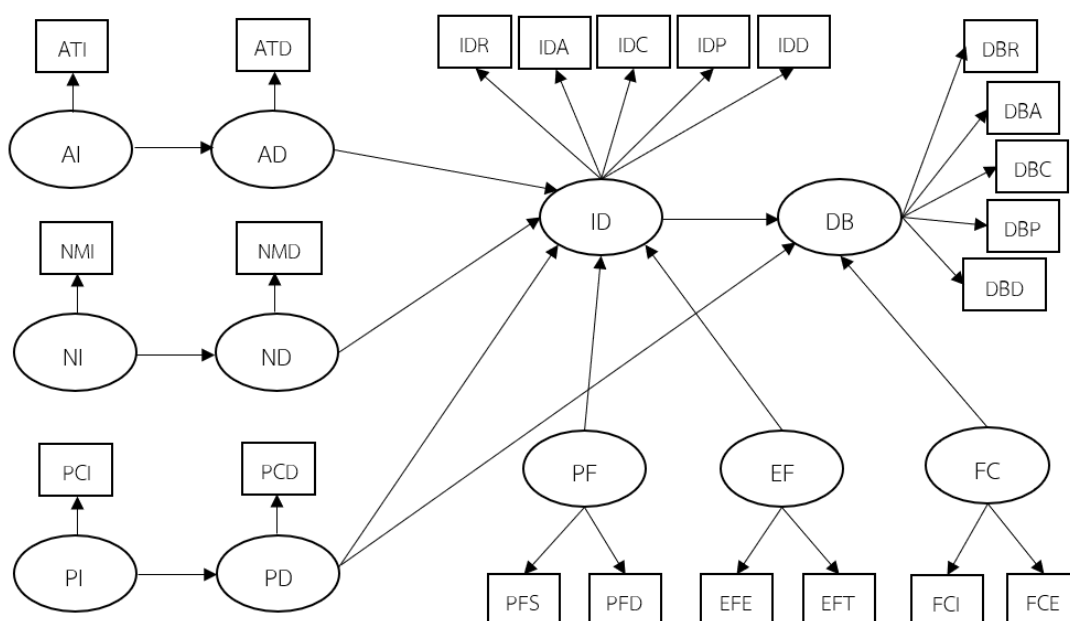 ATI
ATD
IDR
IDA
IDC
IDP
IDD
DBR
DBA
DBC
DBP
DBD
AI
AD
ID
DB
NMI
NMD
NI
ND
PCI
PCD
PF
EF
FC
PI
PD
PFS
PFD
EFE
EFT
FCI
FCE